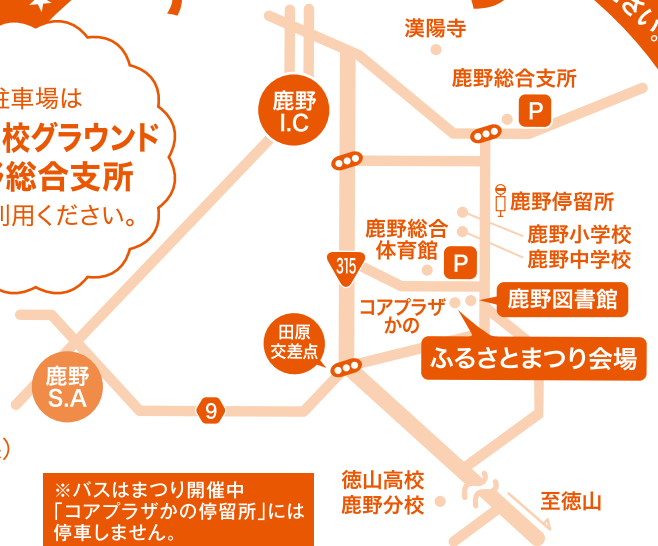 さい。
駐車場は
校グラウンド
野総合支所
利用ください。
漢陽寺
鹿野総合支所
P
鹿野
I.C
鹿野停留所
鹿野小学校
鹿野中学校
鹿野総合
体育館
P
315
コアプラザ
かの
鹿野図書館
ふるさとまつり会場
田原
交差点
鹿野
S.A
9
※バスはまつり開催中
「コアプラザかの停留所」には
停車しません。
徳山高校
鹿野分校
至徳山